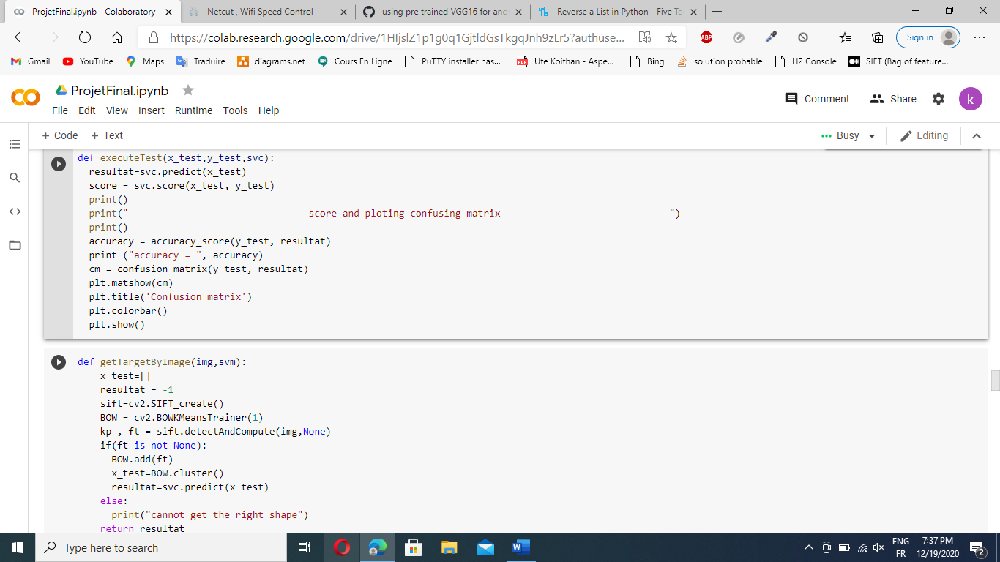 ProjetFinal.ipynb - Colaboratory
Netcut , Wifi Speed Control
using pre trained VGG16 for ano
Reverse a List in Python - Five Te
https://colab.research.google.com/drive/1HIjslZ1p1g0q1GjtldGsTkgqJnh9zLr5?authuse...
ABP
Sign in
Gmail
YouTube
Maps
Traduire
diagrams.net
Cours En Ligne
PuTTY installer has...
PDF
Ute Koithan - Aspe...
Bing
solution probable
H2 Console
SIFT (Bag of feature...
ProjetFinal.ipynb
Comment
Share
k
File Edit View Insert Runtime Tools Help
+ Code + Text
Busy
Editing
def executeTest(x_test,y_test,svc):
  resultat=svc.predict(x_test)
  score = svc.score(x_test, y_test)
  print()
  print("--------------------------------score and ploting confusing matrix------------------------------")
  print()
  accuracy = accuracy_score(y_test, resultat)
  print ("accuracy = ", accuracy)
  cm = confusion_matrix(y_test, resultat)
  plt.matshow(cm)
  plt.title('Confusion matrix')
  plt.colorbar()
  plt.show()
def getTargetByImage(img,svm):
    x_test=[]
    resultat = -1
    sift=cv2.SIFT_create()
    BOW = cv2.BOWKMeansTrainer(1)
    kp , ft = sift.detectAndCompute(img,None)
    if(ft is not None):
      BOW.add(ft)
      x_test=BOW.cluster()
      resultat=svc.predict(x_test)
    else:
      print("cannot get the right shape")
    return resultat
Type here to search
ENG
FR
7:37 PM
12/19/2020
2